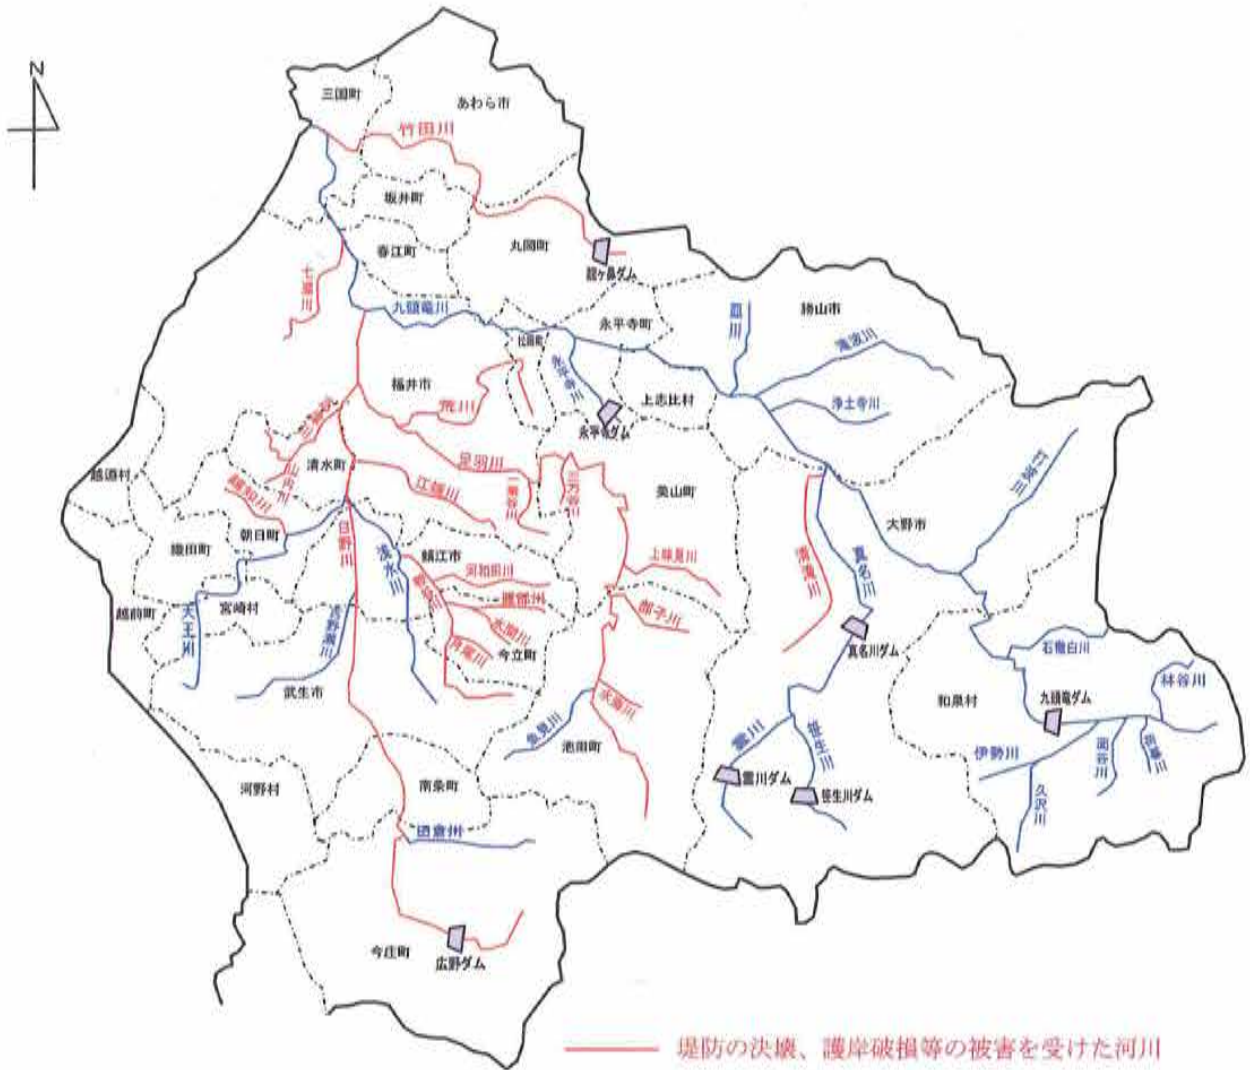 N
三国町
あわら市
竹田川
坂井町
春江町
丸岡町
龍ヶ鼻ダム
七瀬川
九頭竜川
松岡町
永平寺町
永平寺川
永平寺ダム
上志比村
皿川
勝山市
滝波川
浄土寺川
福井市
荒川
足羽川
一乗谷川
美山町
清水町
江端川
越廼村
越知川
朝日町
織田町
日野川
浅水川
鯖江市
河和田川
上味見川
部子川
大野市
打波川
清滝川
真名川
真名川ダム
越前町
宮崎村
天王川
吉野瀬川
武生市
水間川
今立町
水海川
魚見川
池田町
石徹白川
林谷川
和泉村
九頭竜ダム
伊勢川
久沢川
雲川
笹生川
雲川ダム
笹生川ダム
河野村
南条町
田倉川
今庄町
広野ダム
堤防の決壊、護岸破損等の被害を受けた河川